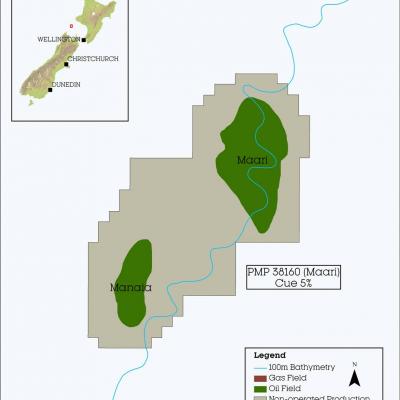 WELLINGTON
CHRISTCHURCH
DUNEDIN
Maari
Manaia
PMP 38160 (Maari)
Cue 5%
Legend
N
100m Bathymetry
Gas Field
Oil Field
Non-operated Production